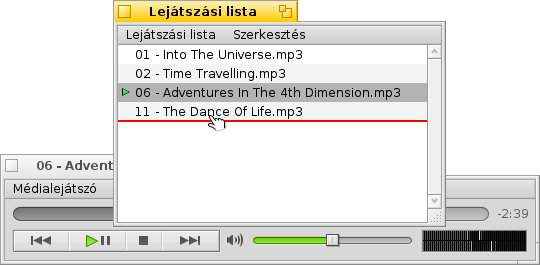 Lejátszási lista
Lejátszási lista Szerkesztés
01 - Into The Universe.mp3
02 - Time Travelling.mp3
06 - Adventures In The 4th Dimension.mp3
11 - The Dance Of Life.mp3
06 - Advent
Médialejátszó
-2:39